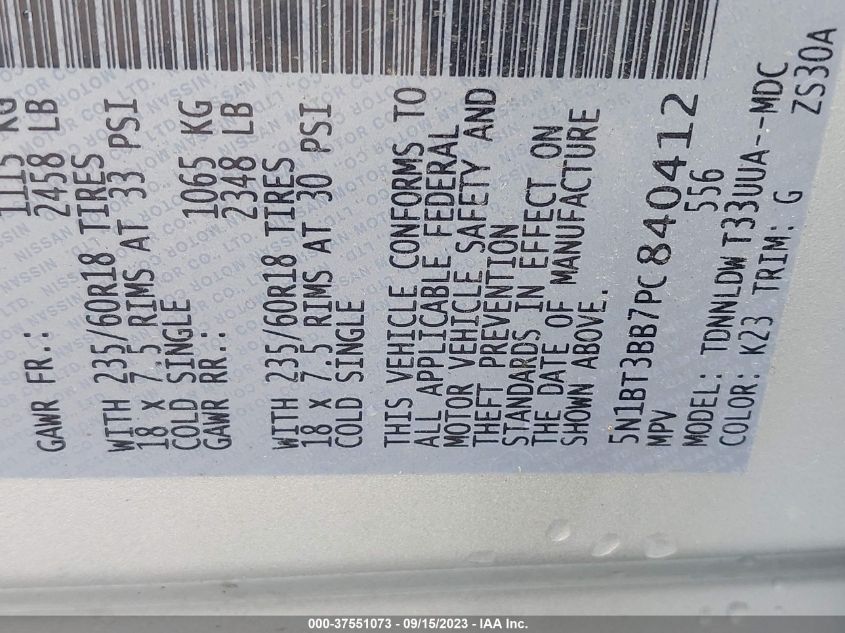 GAWR FR.: 1115 KG
2458 LB
WITH 235/60R18 TIRES
18 X 7.5 RIMS AT 33 PSI
COLD SINGLE
GAWR RR.: 1065 KG
2348 LB
WITH 235/60R18 TIRES
18 X 7.5 RIMS AT 30 PSI
COLD SINGLE
THIS VEHICLE CONFORMS TO
ALL APPLICABLE FEDERAL
MOTOR VEHICLE SAFETY AND
THEFT PREVENTION
STANDARDS IN EFFECT ON
THE DATE OF MANUFACTURE
SHOWN ABOVE.
5N1BT3BB7PC840412
MPV 556
MODEL: TDNNLDWT33UUA--MDC
COLOR: K23 TRIM: G ZS30A
000-37551073 - 09/15/2023 - IAA Inc.